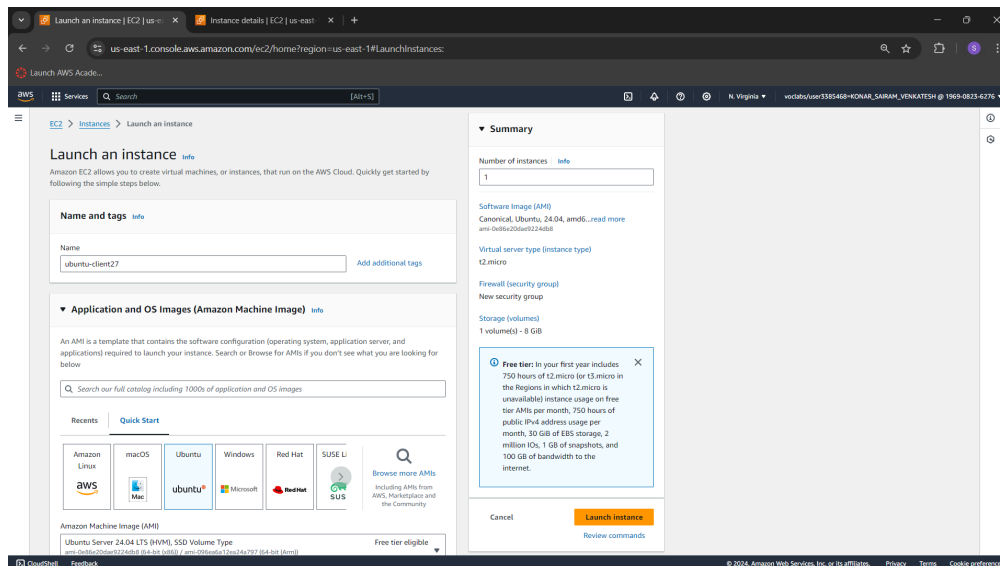 Launch an instance | EC2 | us-e
Instance details | EC2 | us-east-
us-east-1.console.aws.amazon.com/ec2/home?region=us-east-1#LaunchInstances:
S
Launch AWS Acade...
aws
Services
Search
[Alt+S]
N. Virginia
voclabs/user3385468=KONAR_SAIRAM_VENKATESH @ 1969-0823-6276
EC2 > Instances > Launch an instance
Launch an instance Info
Amazon EC2 allows you to create virtual machines, or instances, that run on the AWS Cloud. Quickly get started by
following the simple steps below.
Name and tags Info
Name
ubuntu-client27
Add additional tags
Application and OS Images (Amazon Machine Image) Info
An AMI is a template that contains the software configuration (operating system, application server, and
applications) required to launch your instance. Search or Browse for AMIs if you don't see what you are looking for
below
Search our full catalog including 1000s of application and OS images
Recents
Quick Start
Amazon
Linux
aws
macOS
Mac
Ubuntu
ubuntu
Windows
Microsoft
Red Hat
Red Hat
SUSE Li
SUS
Browse more AMIs
Including AMIs from
AWS, Marketplace and
the Community
Amazon Machine Image (AMI)
Ubuntu Server 24.04 LTS (HVM), SSD Volume Type
Free tier eligible
ami-0e86e20dae9224db8 (64-bit (x86)) / ami-096ea6a12ea24a797 (64-bit (Arm))
Summary
Number of instances Info
1
Software Image (AMI)
Canonical, Ubuntu, 24.04, amd6...read more
ami-0e86e20dae9224db8
Virtual server type (instance type)
t2.micro
Firewall (security group)
New security group
Storage (volumes)
1 volume(s) - 8 GiB
Free tier: In your first year includes
750 hours of t2.micro (or t3.micro in
the Regions in which t2.micro is
unavailable) instance usage on free
tier AMIs per month, 750 hours of
public IPv4 address usage per
month, 30 GiB of EBS storage, 2
million IOs, 1 GB of snapshots, and
100 GB of bandwidth to the
internet.
Cancel
Launch instance
Review commands
CloudShell
Feedback
© 2024, Amazon Web Services, Inc. or its affiliates.
Privacy
Terms
Cookie preference